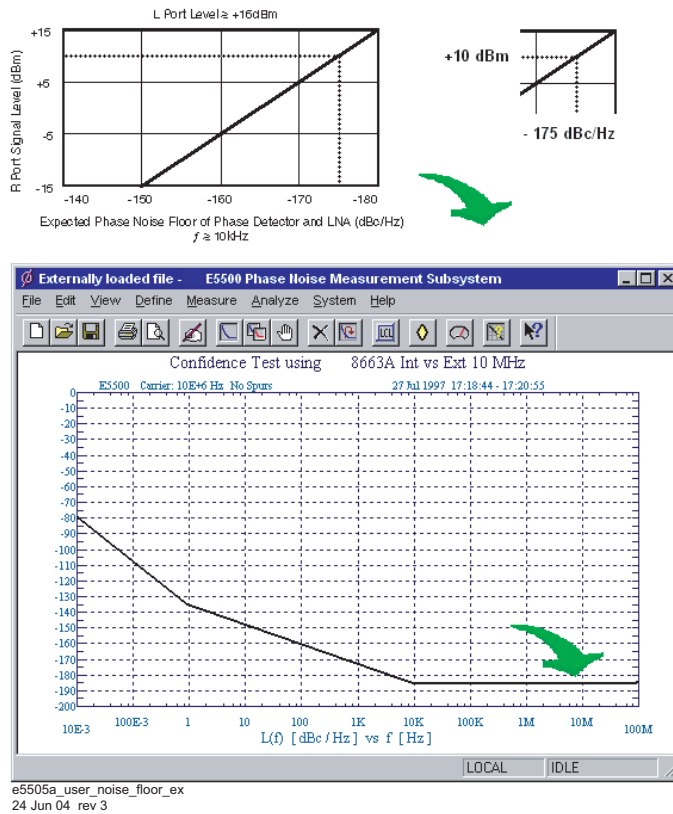 L Port Level ≥ +15dBm
+15
+5
-5
-15
R Port Signal Level (dBm)
-140 -150 -160 -170 -180
Expected Phase Noise Floor of Phase Detector and LNA (dBc/Hz)
f ≥ 10kHz
+10 dBm
- 175 dBc/Hz
Externally loaded file - E5500 Phase Noise Measurement Subsystem
File Edit View Define Measure Analyze System Help
Confidence Test using 8663A Int vs Ext 10 MHz
E5500 Carrier: 10E+6 Hz No Spurs 27 Jul 1997 17:18:44 - 17:20:55
0
-10
-20
-30
-40
-50
-60
-70
-80
-90
-100
-110
-120
-130
-140
-150
-160
-170
-180
-190
-200
10E-3 100E-3 1 10 100 1K 10K 100K 1M 10M 100M
L(f) [dBc / Hz] vs f [Hz]
LOCAL IDLE
e5505a_user_noise_floor_ex
24 Jun 04 rev 3